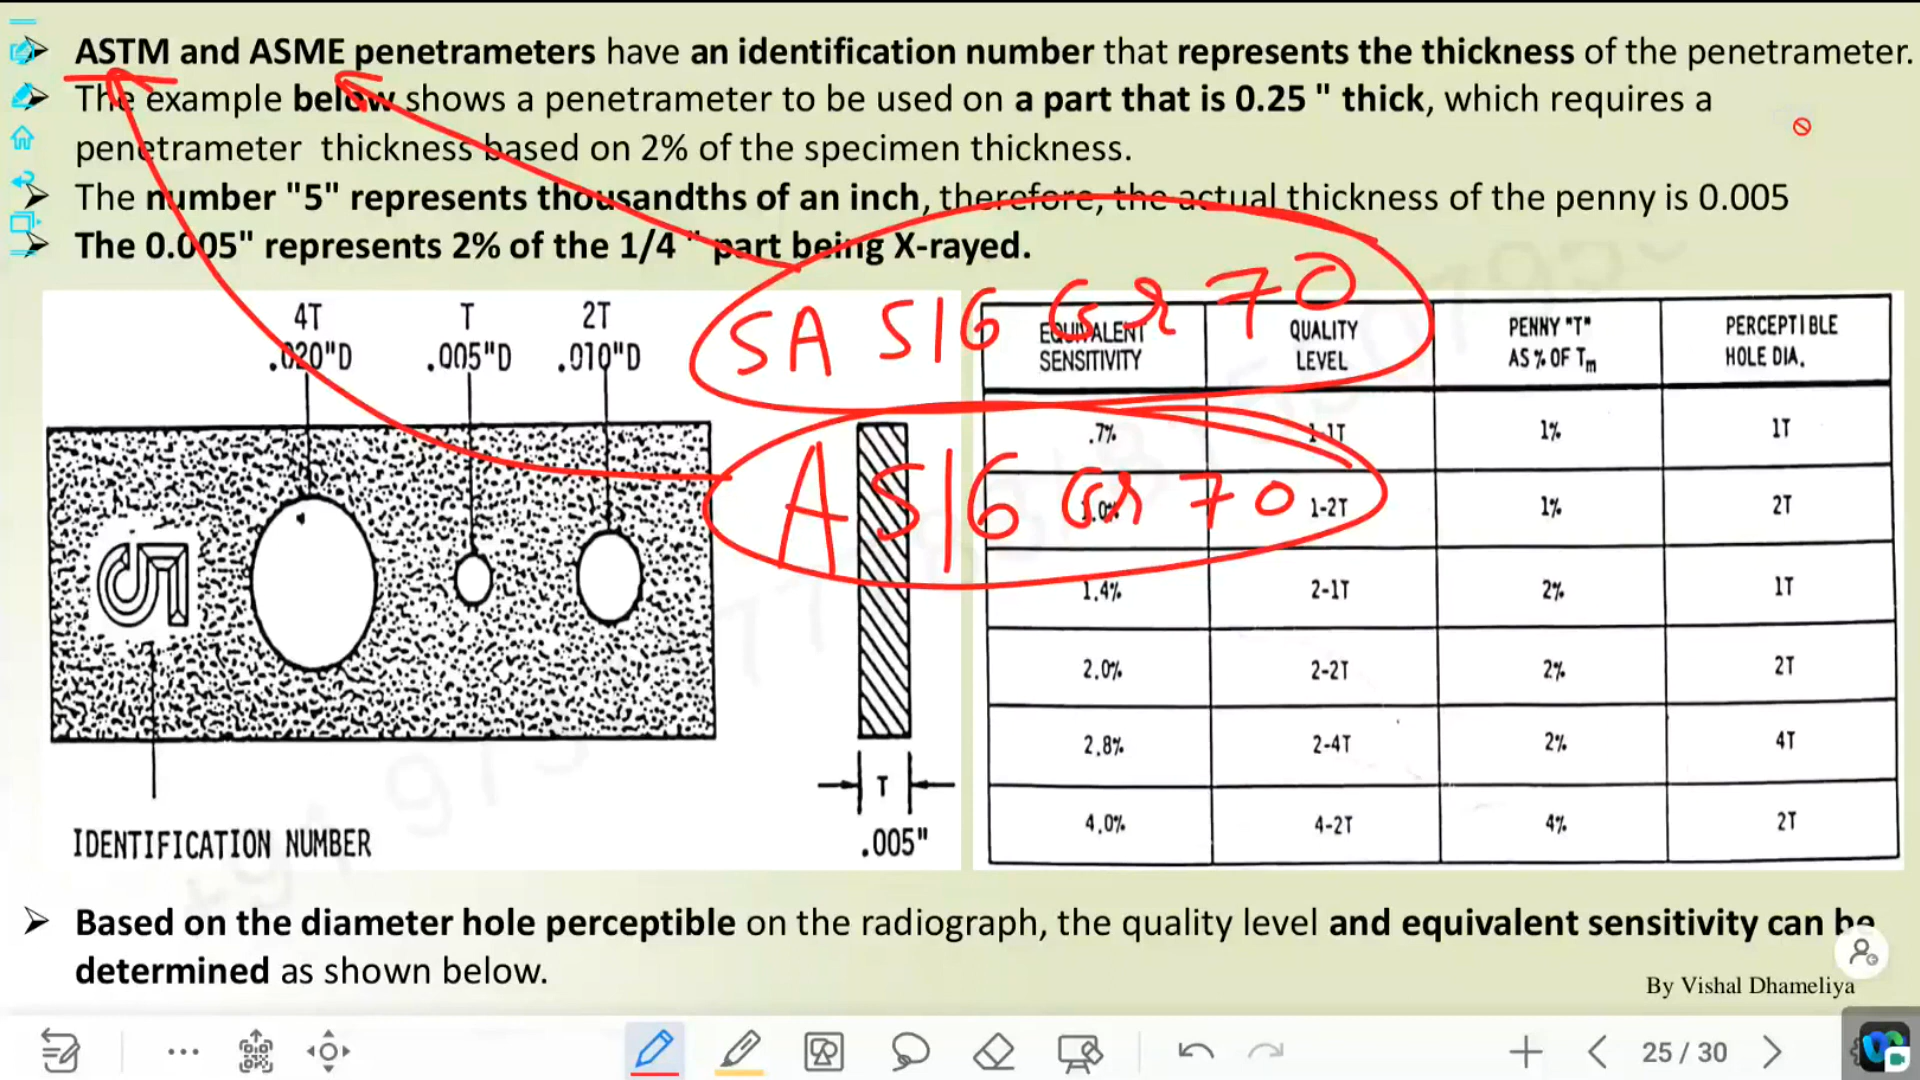 ASTM and ASME penetrameters have an identification number that represents the thickness of the penetrameter.
The example below shows a penetrameter to be used on a part that is 0.25 " thick, which requires a
penetrameter thickness based on 2% of the specimen thickness.
The number "5" represents thousandths of an inch, therefore, the actual thickness of the penny is 0.005
The 0.005" represents 2% of the 1/4 " part being X-rayed.
SA 516 Gr 70
A 516 Gr 70
4T T 2T
.020"D .005"D .010"D
5
IDENTIFICATION NUMBER
T
.005"
EQUIVALENT SENSITIVITY QUALITY LEVEL PENNY "T" AS % OF Tm PERCEPTIBLE HOLE DIA.
.7% 1-1T 1% 1T
1.0% 1-2T 1% 2T
1.4% 2-1T 2% 1T
2.0% 2-2T 2% 2T
2.8% 2-4T 2% 4T
4.0% 4-2T 4% 2T
Based on the diameter hole perceptible on the radiograph, the quality level and equivalent sensitivity can be
determined as shown below.
By Vishal Dhameliya
25 / 30